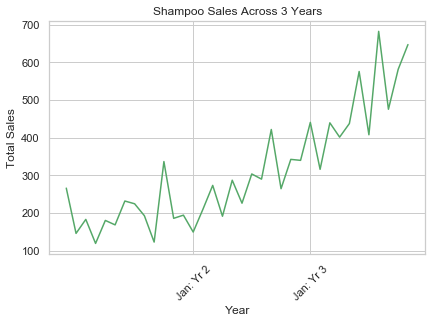 Shampoo Sales Across 3 Years
Total Sales
700
600
500
400
300
200
100
Jan: Yr 2
Jan: Yr 3
Year